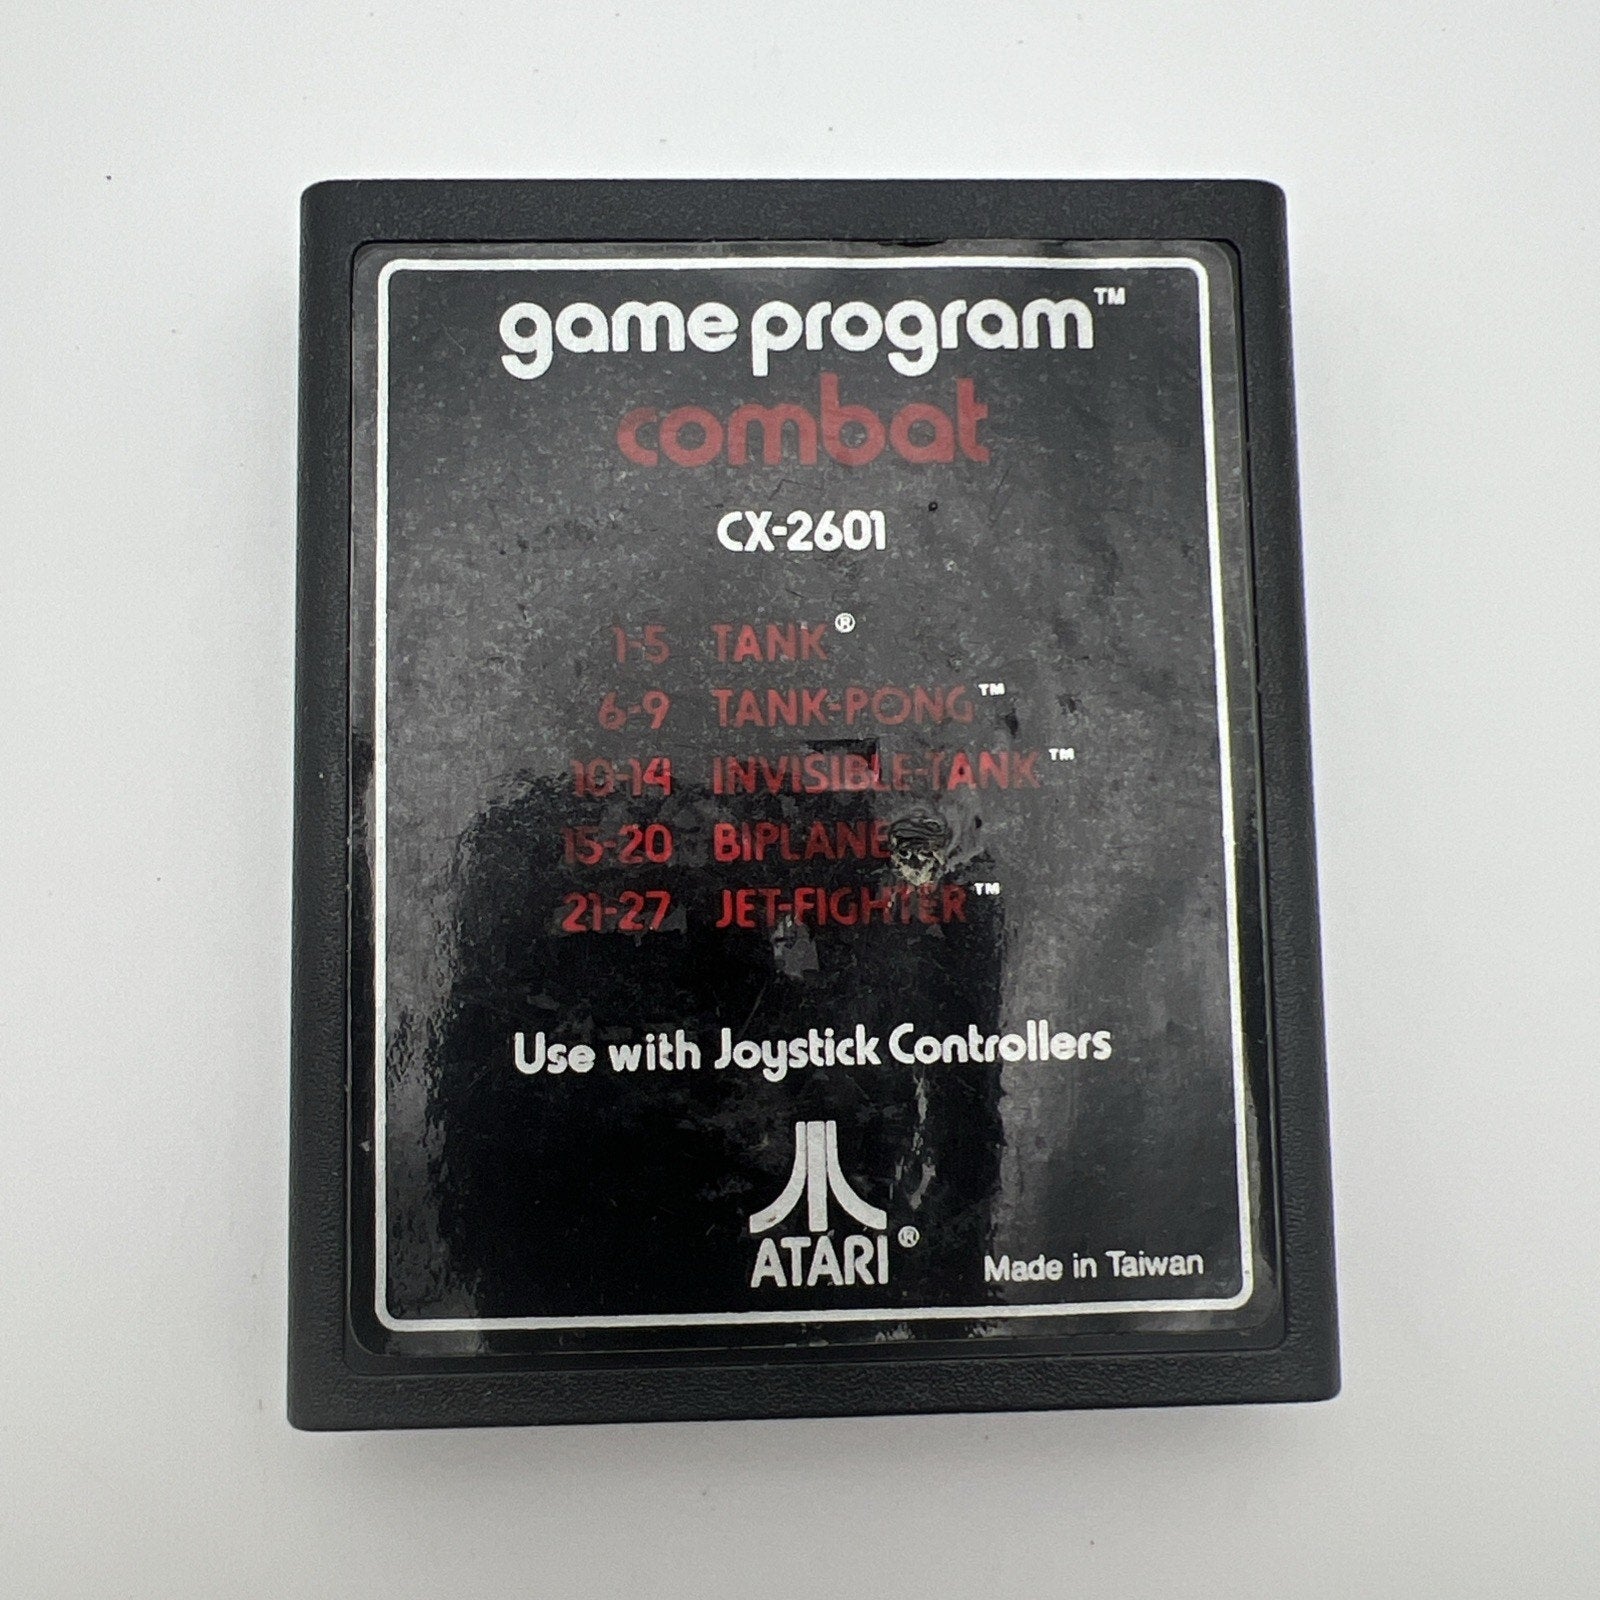 game program™
combat
CX-2601
1-5 TANK®
6-9 TANK-PONG™
10-14 INVISIBLE-TANK™
15-20 BIPLANE
21-27 JET-FIGHTER™
Use with Joystick Controllers
ATARI®
Made in Taiwan